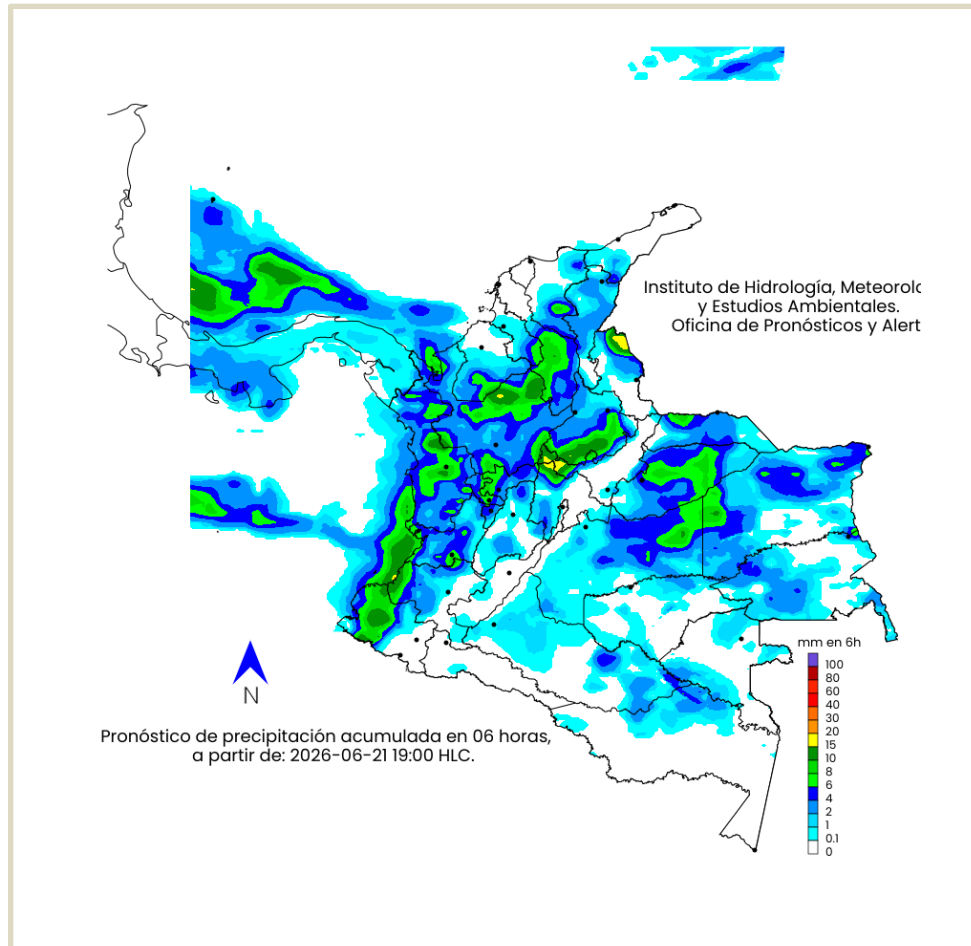 Instituto de Hidrología, Meteorolo
y Estudios Ambientales.
Oficina de Pronósticos y Alert
N
Pronóstico de precipitación acumulada en 06 horas,
a partir de: 2026-06-21 19:00 HLC.
mm en 6h
100
80
60
40
30
20
15
10
8
6
4
2
1
0.1
0